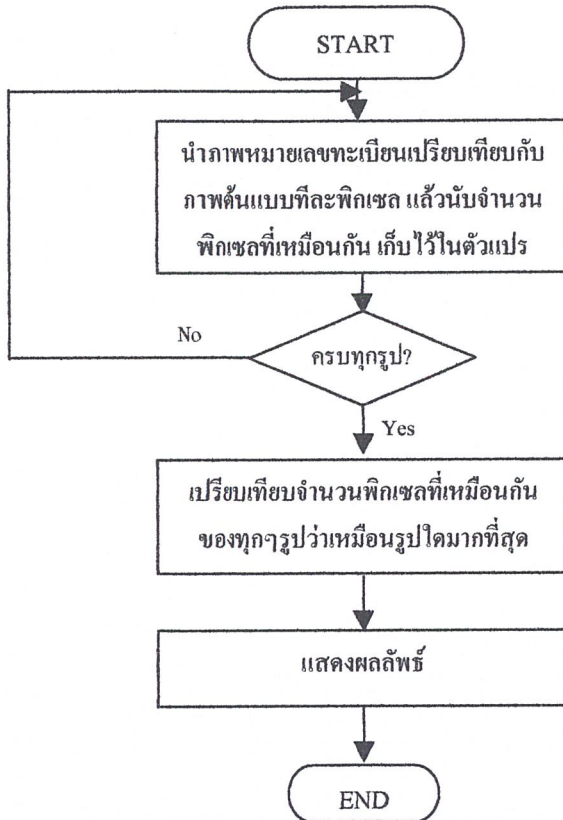 START
นำภาพหมายเลขทะเบียนเปรียบเทียบกับ
ภาพต้นแบบทีละพิกเซล แล้วนับจำนวน
พิกเซลที่เหมือนกัน เก็บไว้ในตัวแปร
No
ครบทุกรูป?
Yes
เปรียบเทียบจำนวนพิกเซลที่เหมือนกัน
ของทุกๆรูปว่าเหมือนรูปใดมากที่สุด
แสดงผลลัพธ์
END